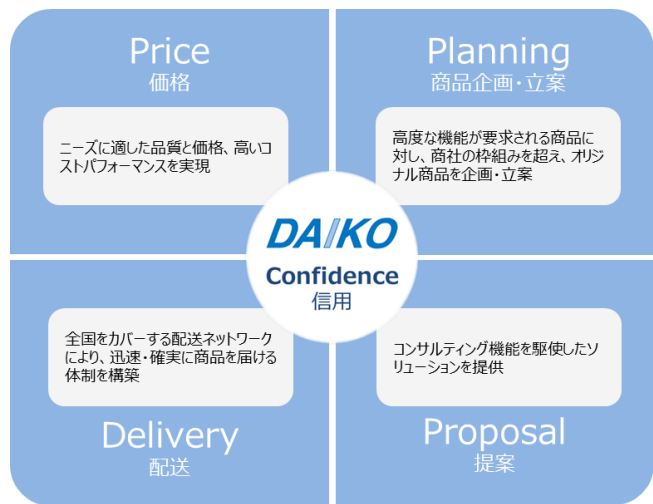 Price
価格
ニーズに適した品質と価格、高いコ
ストパフォーマンスを実現
Planning
商品企画・立案
高度な機能が要求される商品に
対し、商社の枠組みを超え、オリジ
ナル商品を企画・立案
DAIKO
Confidence
信用
全国をカバーする配送ネットワーク
により、迅速・確実に商品を届ける
体制を構築
Delivery
配送
コンサルティング機能を駆使したソ
リューションを提供
Proposal
提案